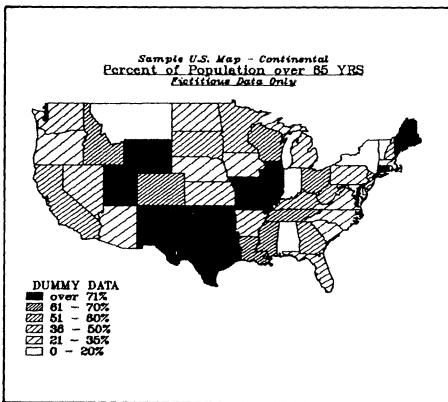 Sample U.S. Map - Continental
Percent of Population over 65 YRS
Fictitious Data Only
DUMMY DATA
over 71%
61 - 70%
51 - 60%
36 - 50%
21 - 35%
0 - 20%